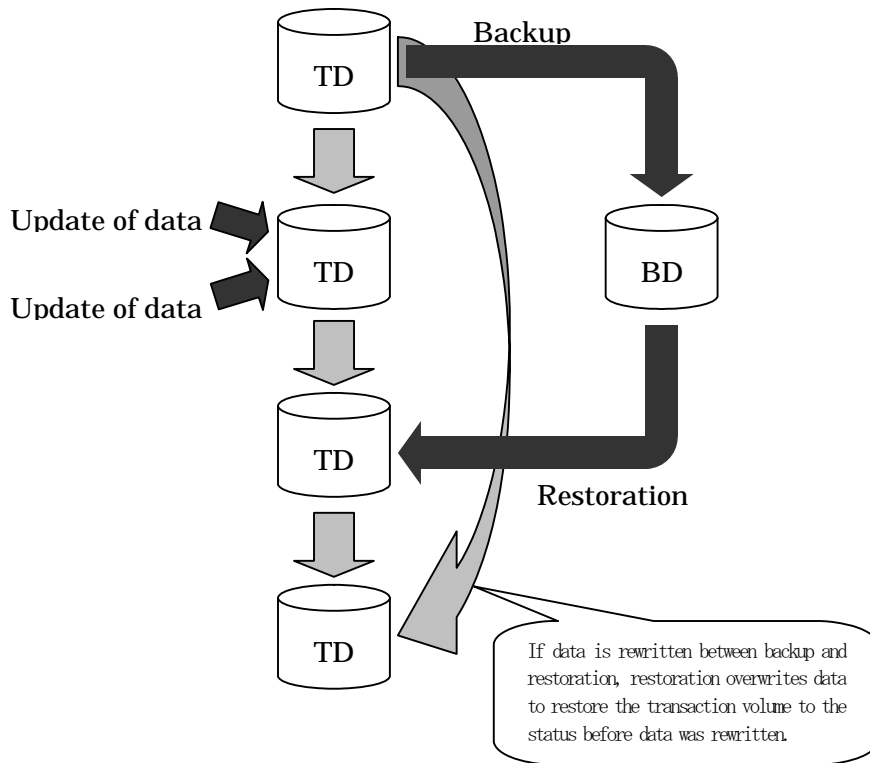 Backup
TD
Update of data
TD
BD
Update of data
TD
Restoration
TD
If data is rewritten between backup and
restoration, restoration overwrites data
to restore the transaction volume to the
status before data was rewritten.